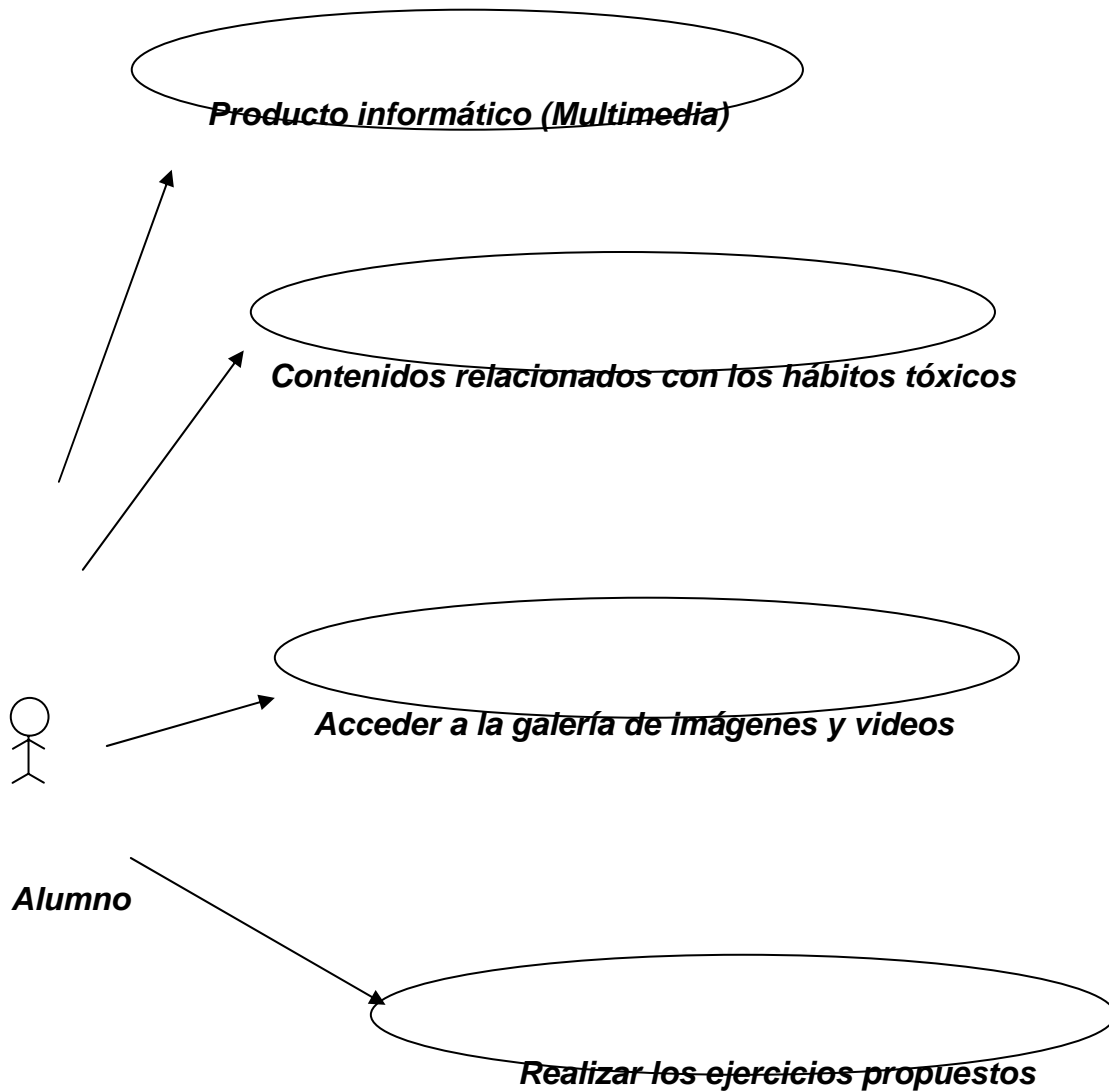 Producto informático (Multimedia)
Contenidos relacionados con los hábitos tóxicos
Acceder a la galería de imágenes y videos
Alumno
Realizar los ejercicios propuestos